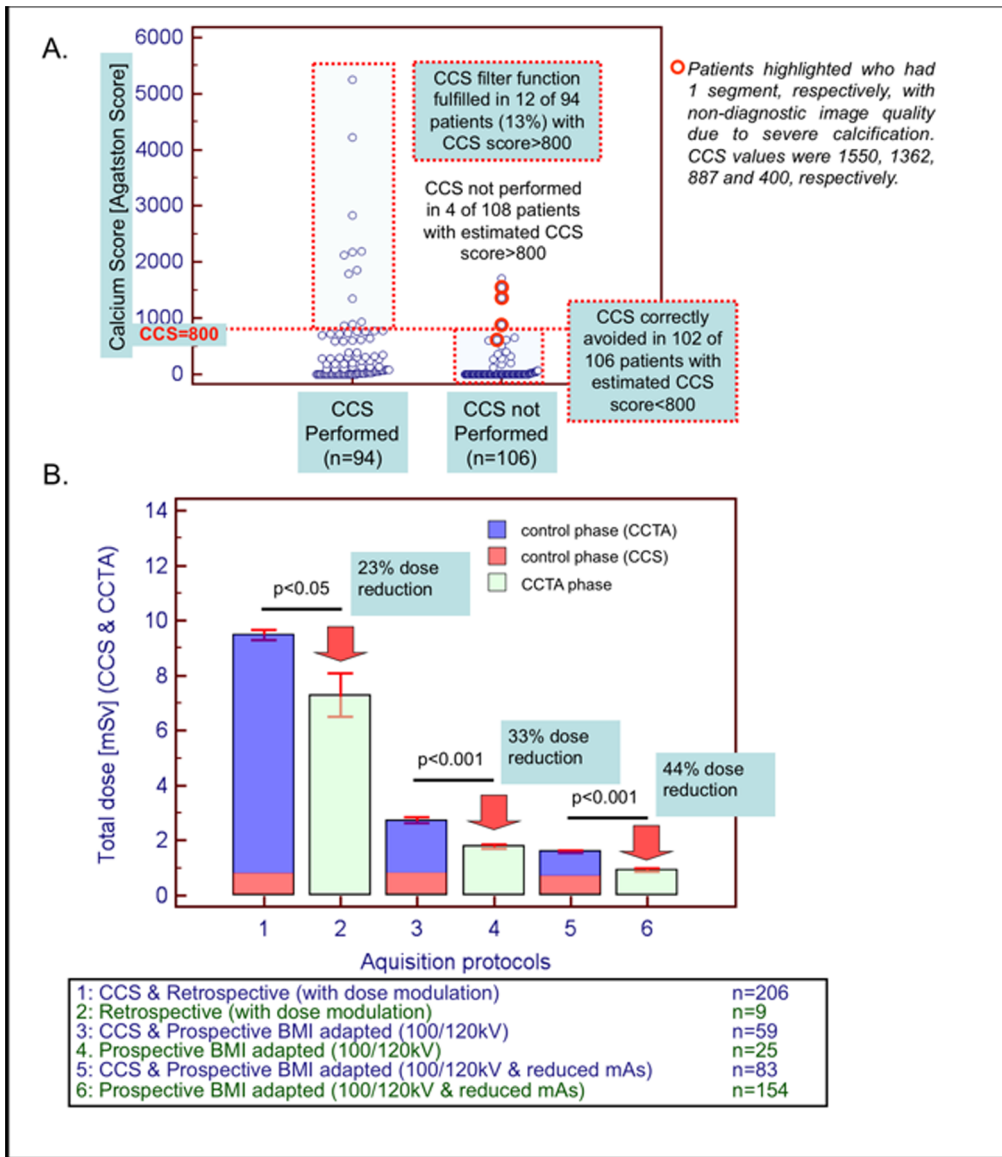 A.
Calcium Score [Agatston Score]
6000
5000
4000
3000
2000
1000
0
CCS=800
CCS filter function
fulfilled in 12 of 94
patients (13%) with
CCS score>800
CCS not performed
in 4 of 108 patients
with estimated CCS
score>800
Patients highlighted who had
1 segment, respectively, with
non-diagnostic image quality
due to severe calcification.
CCS values were 1550, 1362,
887 and 400, respectively.
CCS correctly
avoided in 102 of
106 patients with
estimated CCS
score<800
CCS
Performed
(n=94)
CCS not
Performed
(n=106)
B.
Total dose [mSv] (CCS & CCTA)
14
12
10
8
6
4
2
0
control phase (CCTA)
control phase (CCS)
CCTA phase
p<0.05
23% dose
reduction
p<0.001
33% dose
reduction
p<0.001
44% dose
reduction
1 2 3 4 5 6
Aquisition protocols
1: CCS & Retrospective (with dose modulation) n=206
2: Retrospective (with dose modulation) n=9
3: CCS & Prospective BMI adapted (100/120kV) n=59
4. Prospective BMI adapted (100/120kV) n=25
5: CCS & Prospective BMI adapted (100/120kV & reduced mAs) n=83
6: Prospective BMI adapted (100/120kV & reduced mAs) n=154